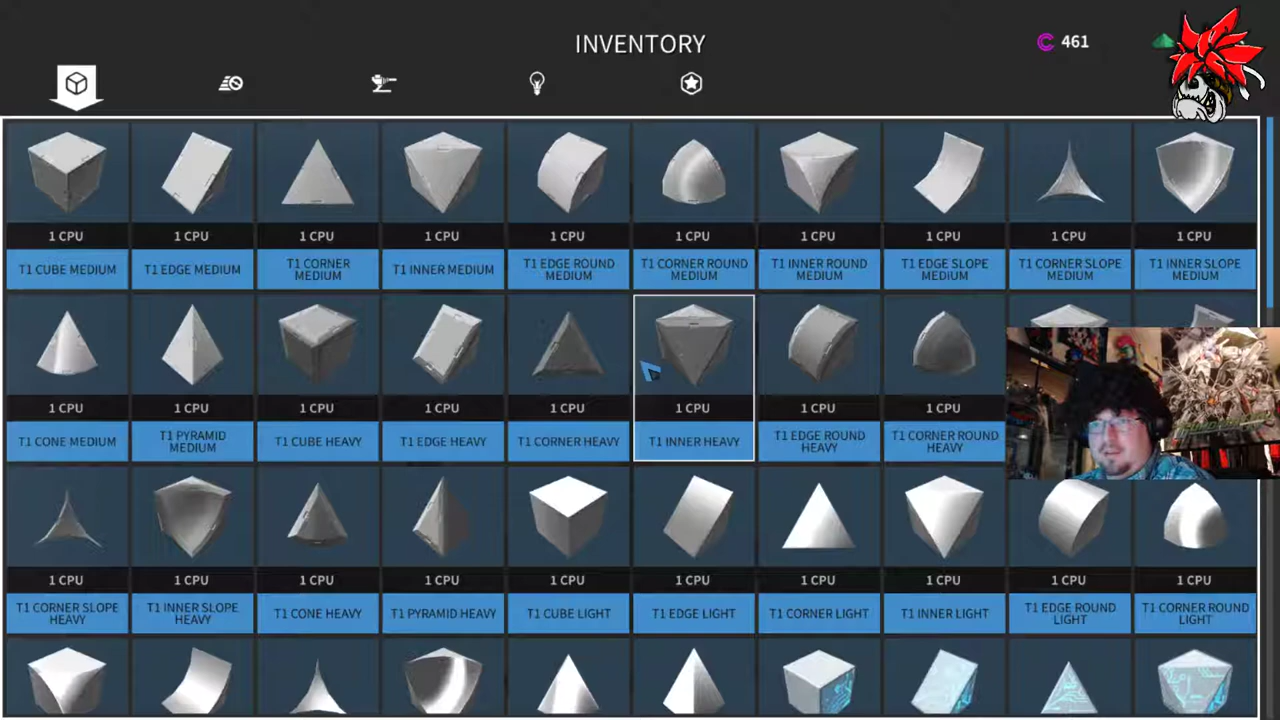 INVENTORY
461
1 CPU 1 CPU 1 CPU 1 CPU 1 CPU 1 CPU 1 CPU 1 CPU 1 CPU 1 CPU
T1 CUBE MEDIUM
T1 EDGE MEDIUM
T1 CORNER
MEDIUM
T1 INNER MEDIUM
T1 EDGE ROUND
MEDIUM
T1 CORNER ROUND
MEDIUM
T1 INNER ROUND
MEDIUM
T1 EDGE SLOPE
MEDIUM
T1 CORNER SLOPE
MEDIUM
T1 INNER SLOPE
MEDIUM
1 CPU 1 CPU 1 CPU 1 CPU 1 CPU 1 CPU 1 CPU 1 CPU
T1 CONE MEDIUM
T1 PYRAMID
MEDIUM
T1 CUBE HEAVY
T1 EDGE HEAVY
T1 CORNER HEAVY
T1 INNER HEAVY
T1 EDGE ROUND
HEAVY
T1 CORNER ROUND
HEAVY
1 CPU 1 CPU 1 CPU 1 CPU 1 CPU 1 CPU 1 CPU 1 CPU 1 CPU 1 CPU
T1 CORNER SLOPE
HEAVY
T1 INNER SLOPE
HEAVY
T1 CONE HEAVY
T1 PYRAMID HEAVY
T1 CUBE LIGHT
T1 EDGE LIGHT
T1 CORNER LIGHT
T1 INNER LIGHT
T1 EDGE ROUND
LIGHT
T1 CORNER ROUND
LIGHT